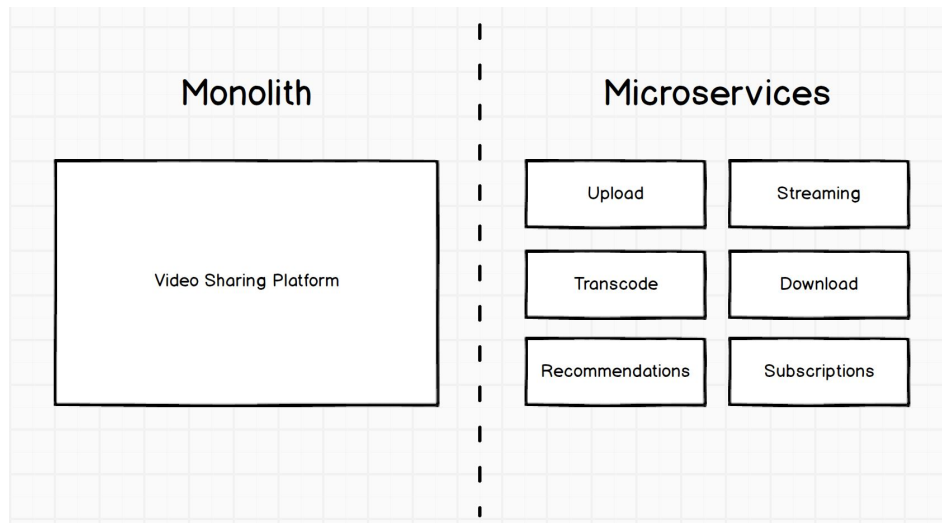 Monolith
Microservices
Video Sharing Platform
Upload
Streaming
Transcode
Download
Recommendations
Subscriptions